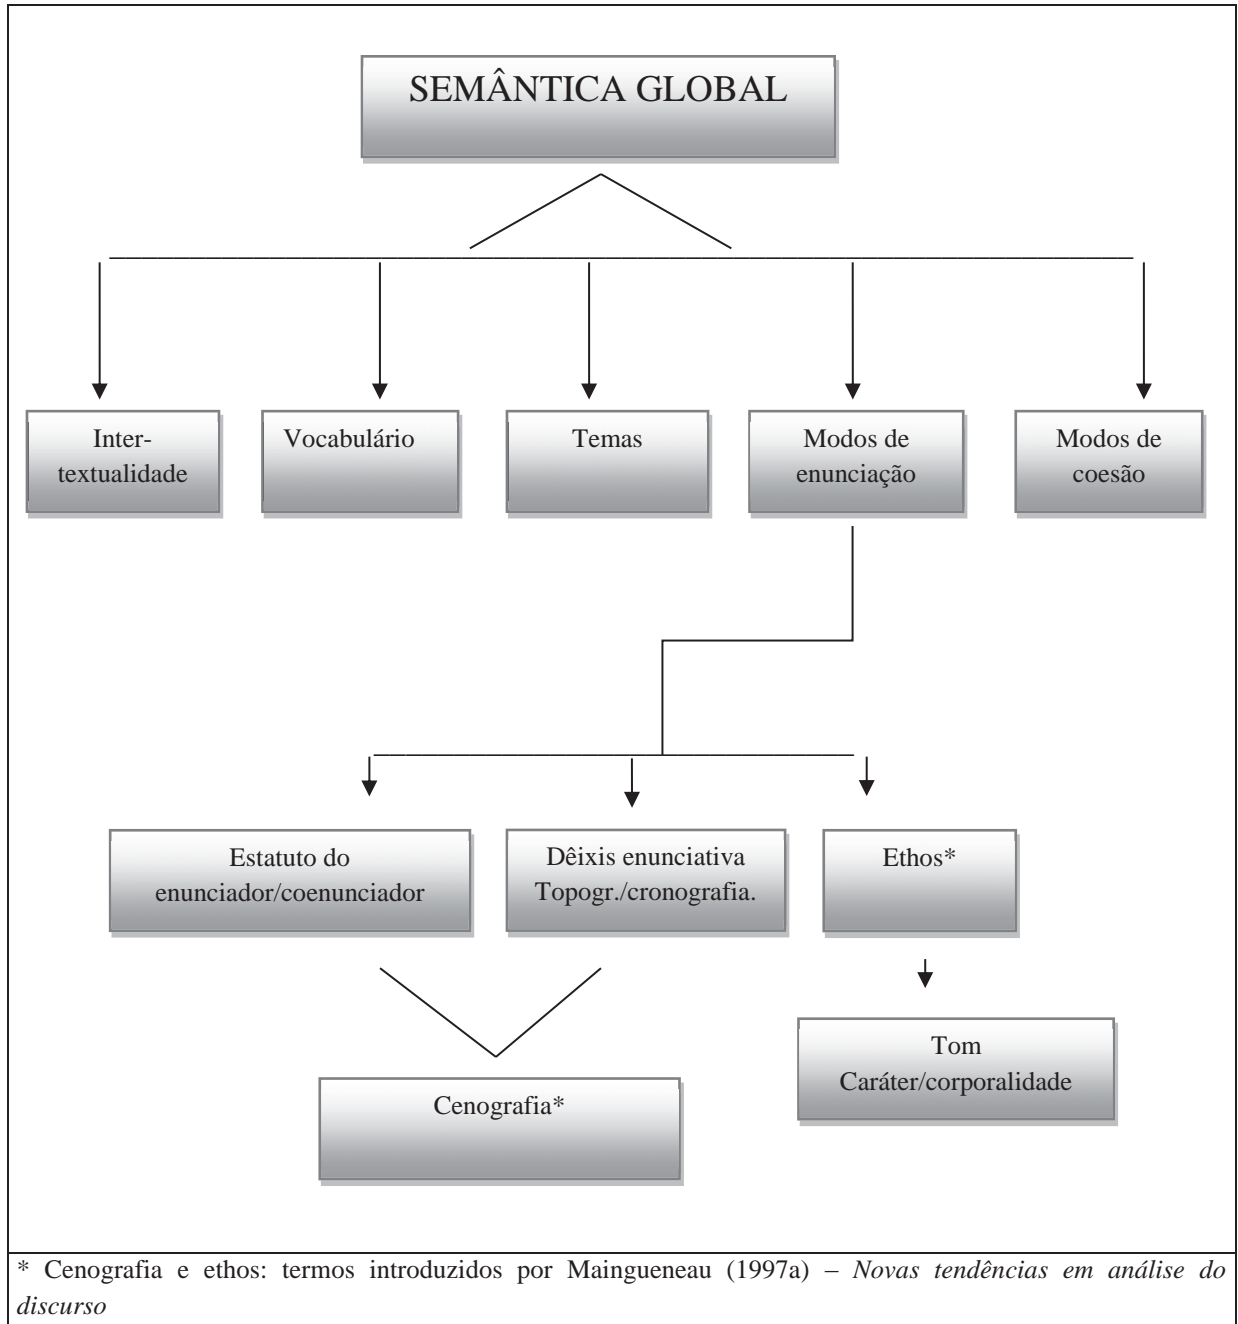 SEMÂNTICA GLOBAL
Inter-
textualidade
Vocabulário
Temas
Modos de
enunciação
Modos de
coesão
Estatuto do
enunciador/coenunciador
Dêixis enunciativa
Topogr./cronografia.
Ethos*
Cenografia*
Tom
Caráter/corporalidade
* Cenografia e ethos: termos introduzidos por Maingueneau (1997a) – Novas tendências em análise do
discurso